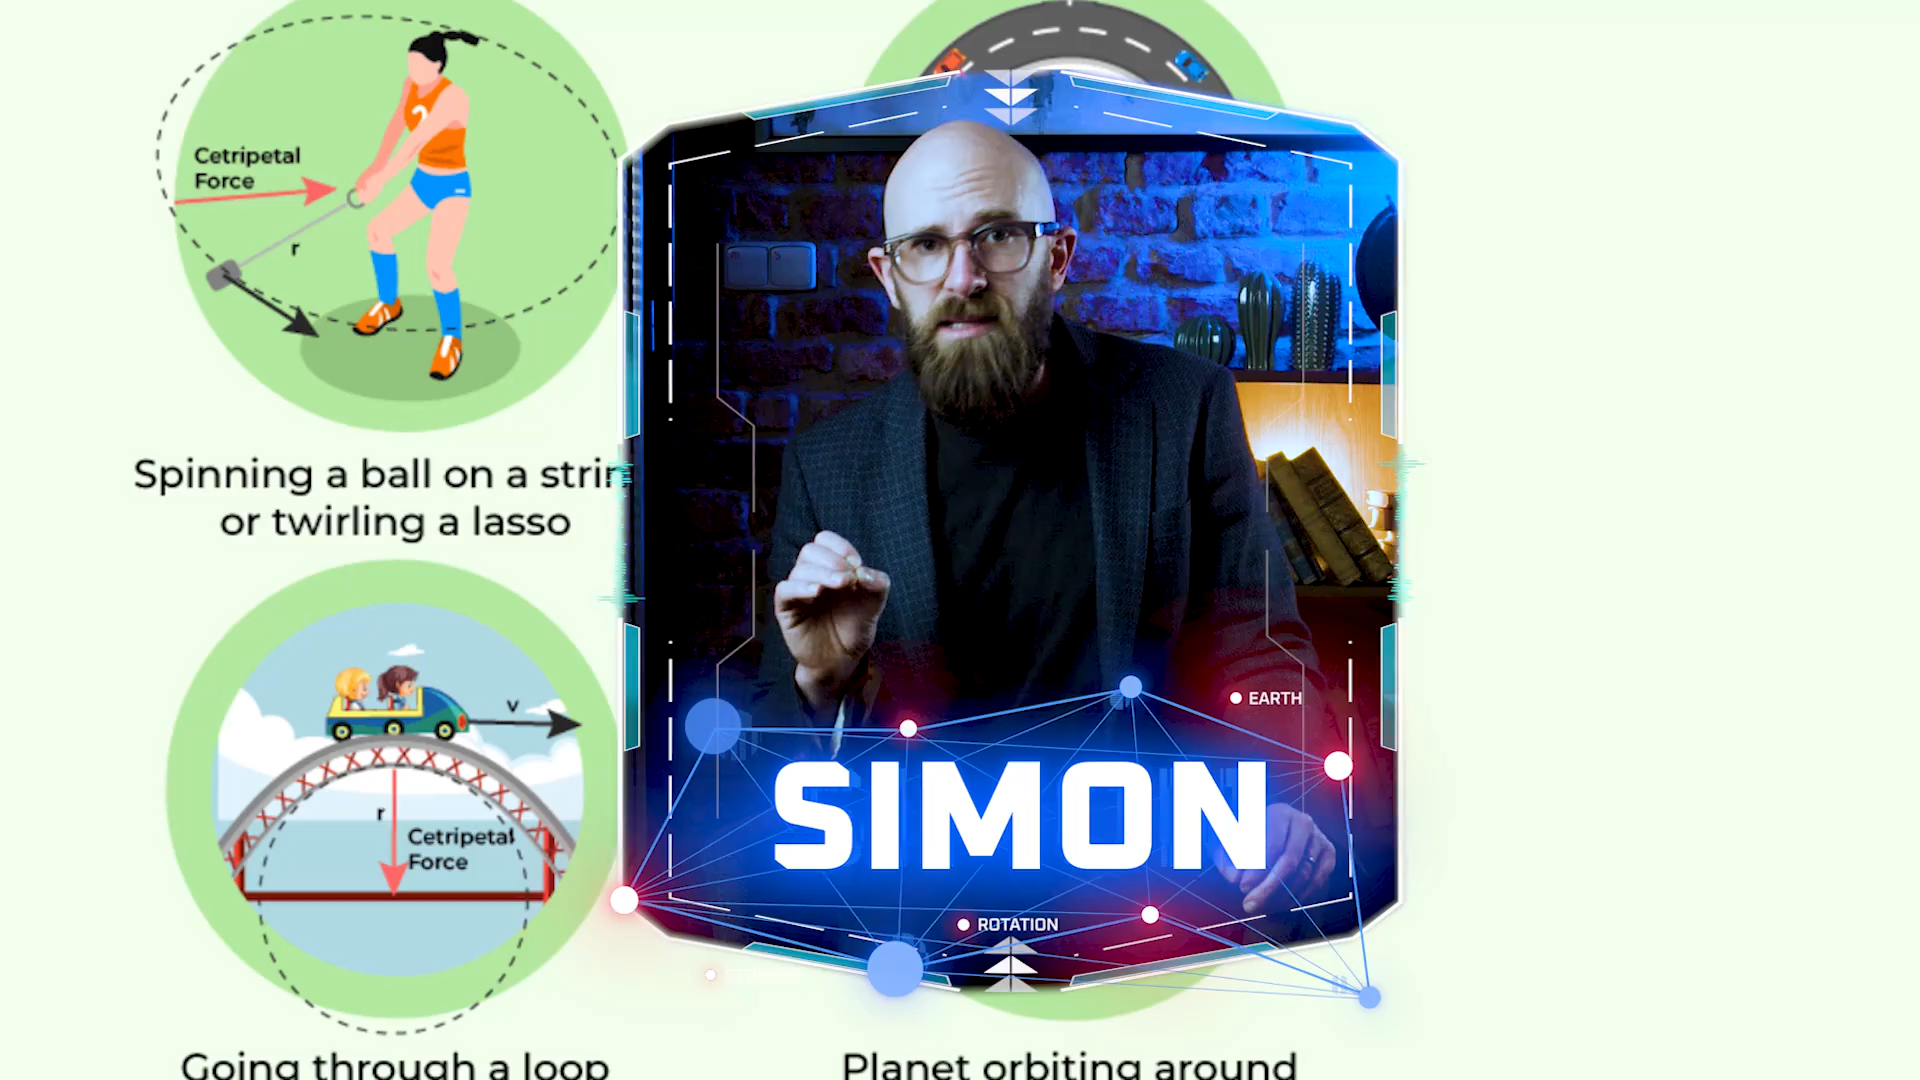 Cetripetal
Force
r
Spinning a ball on a strin
or twirling a lasso
v
r
Cetripetal
Force
Going through a loop
EARTH
SIMON
ROTATION
Planet orbiting around